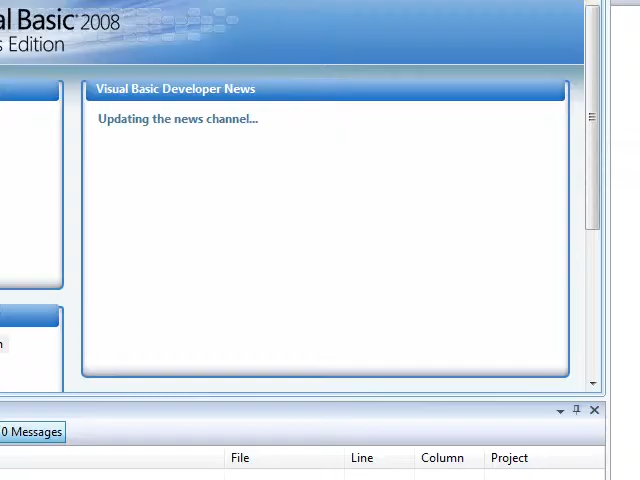 al Basic 2008
s Edition
Visual Basic Developer News
Updating the news channel...
n
0 Messages
File Line Column Project